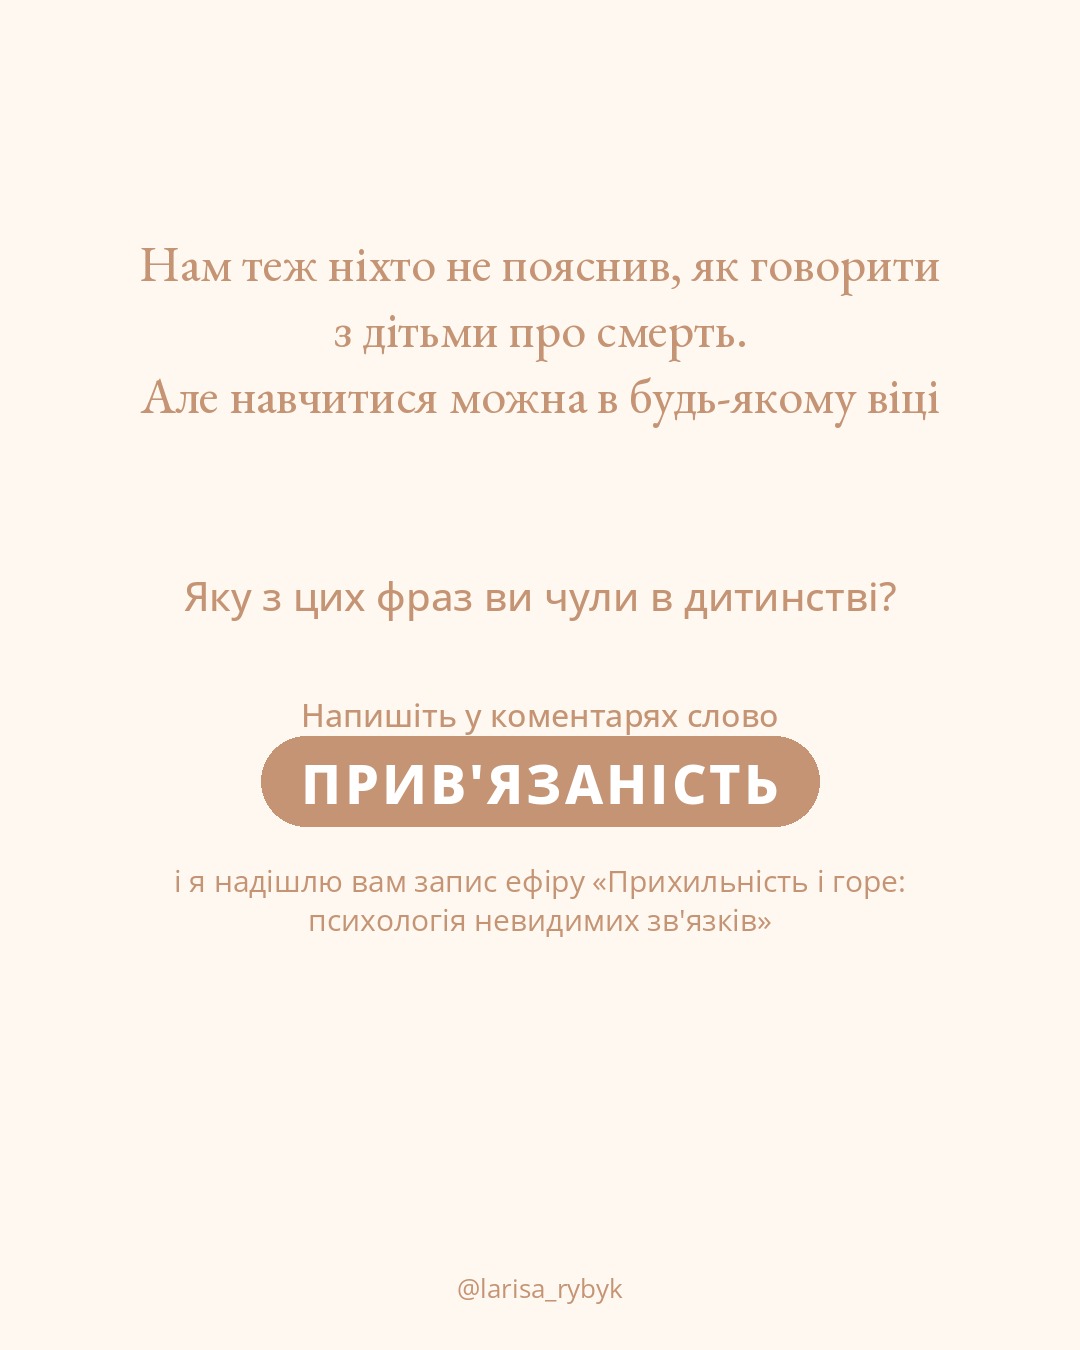 Нам теж ніхто не пояснив, як говорити
з дітьми про смерть.
Але навчитися можна в будь-якому віці
Яку з цих фраз ви чули в дитинстві?
Напишіть у коментарях слово
ПРИВ'ЯЗАНІСТЬ
і я надішлю вам запис ефіру «Прихильність і горе:
психологія невидимих зв'язків»
@larisa_rybyk